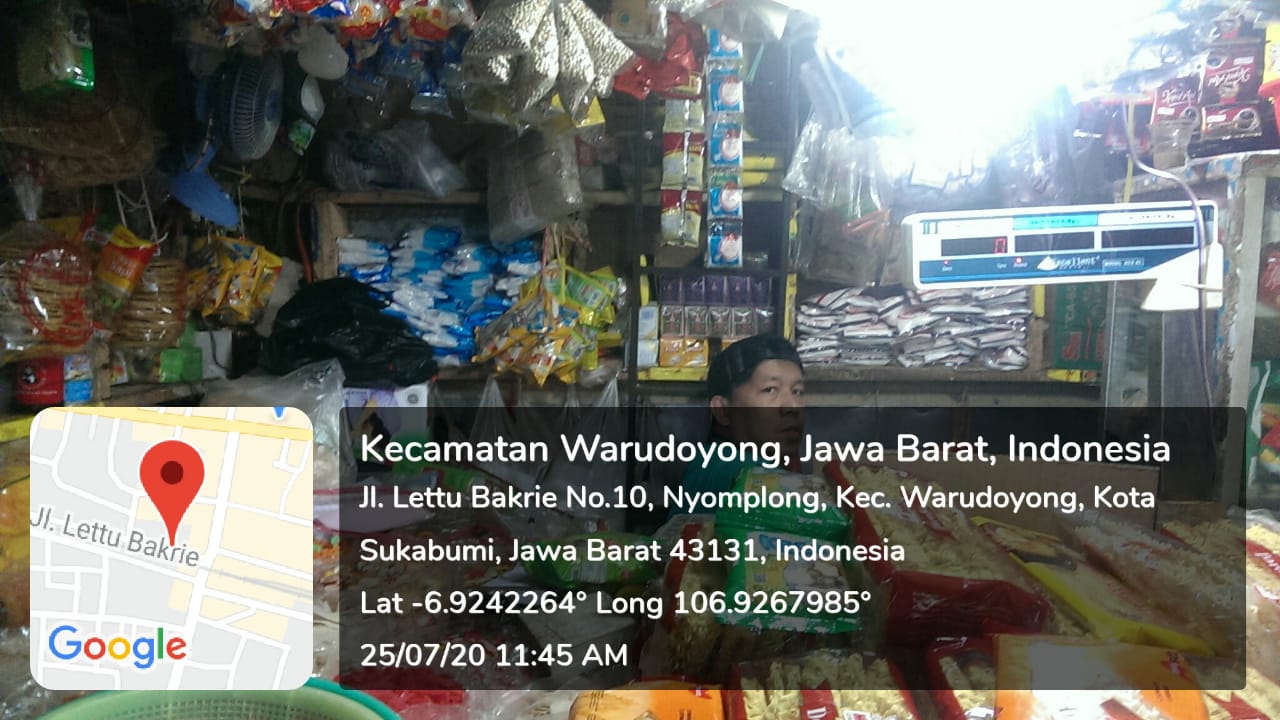 excellent
Kecamatan Warudoyong, Jawa Barat, Indonesia
Jl. Lettu Bakrie No.10, Nyomplong, Kec. Warudoyong, Kota
Sukabumi, Jawa Barat 43131, Indonesia
Lat -6.9242264° Long 106.9267985°
25/07/20 11:45 AM
Jl. Lettu Bakrie
Google